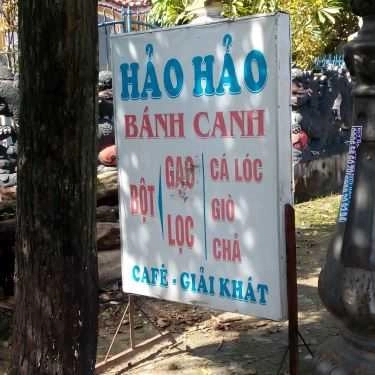 HẢO HẢO
BÁNH CANH
BỘT GẠO LỌC
CÁ LÓC
GIÒ
CHẢ
CAFÉ - GIẢI KHÁT